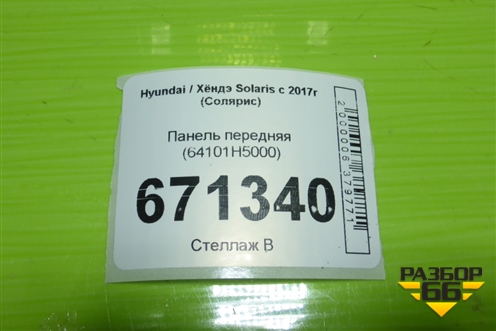 Hyundai / Хёндэ Solaris с 2017г
(Солярис)
Панель передняя
(64101H5000)
671340
Стеллаж В
2000006379771
РАЗБОР
66